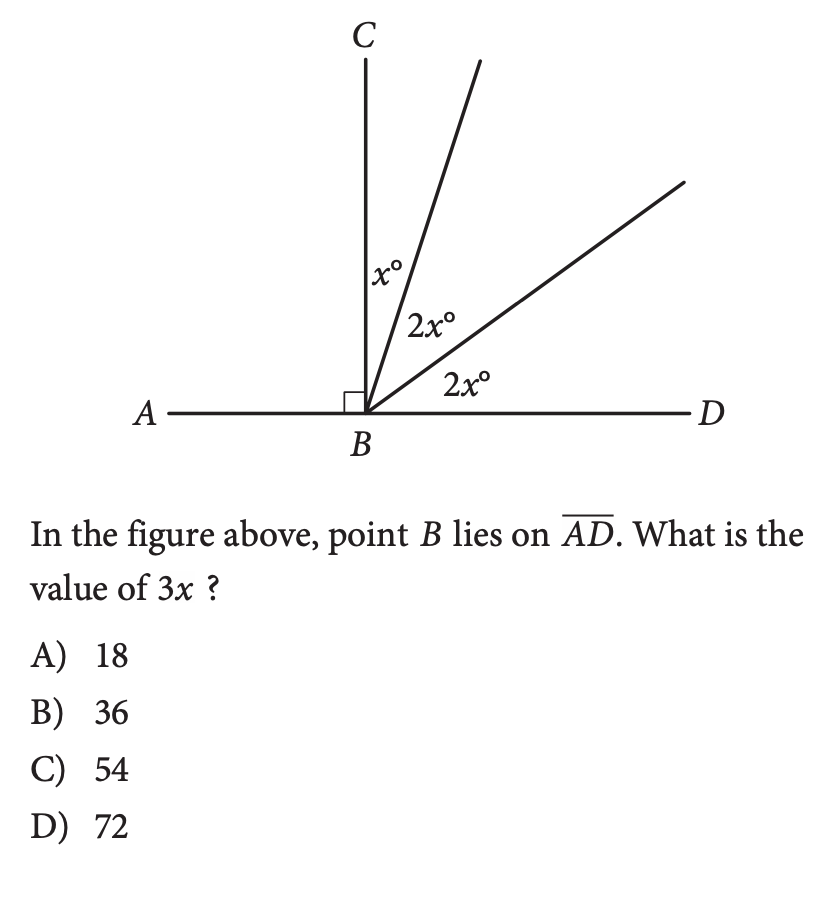 C
x°
2x°
2x°
A
D
B
In the figure above, point B lies on A̅D̅. What is the
value of 3x ?
A) 18
B) 36
C) 54
D) 72